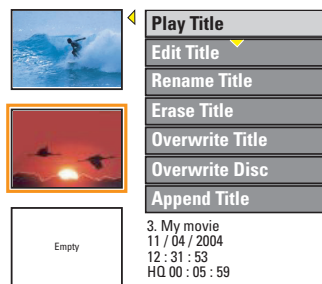 Play Title
Edit Title
Rename Title
Erase Title
Overwrite Title
Overwrite Disc
Append Title
Empty
3. My movie
11 / 04 / 2004
12 : 31 : 53
HQ 00 : 05 : 59